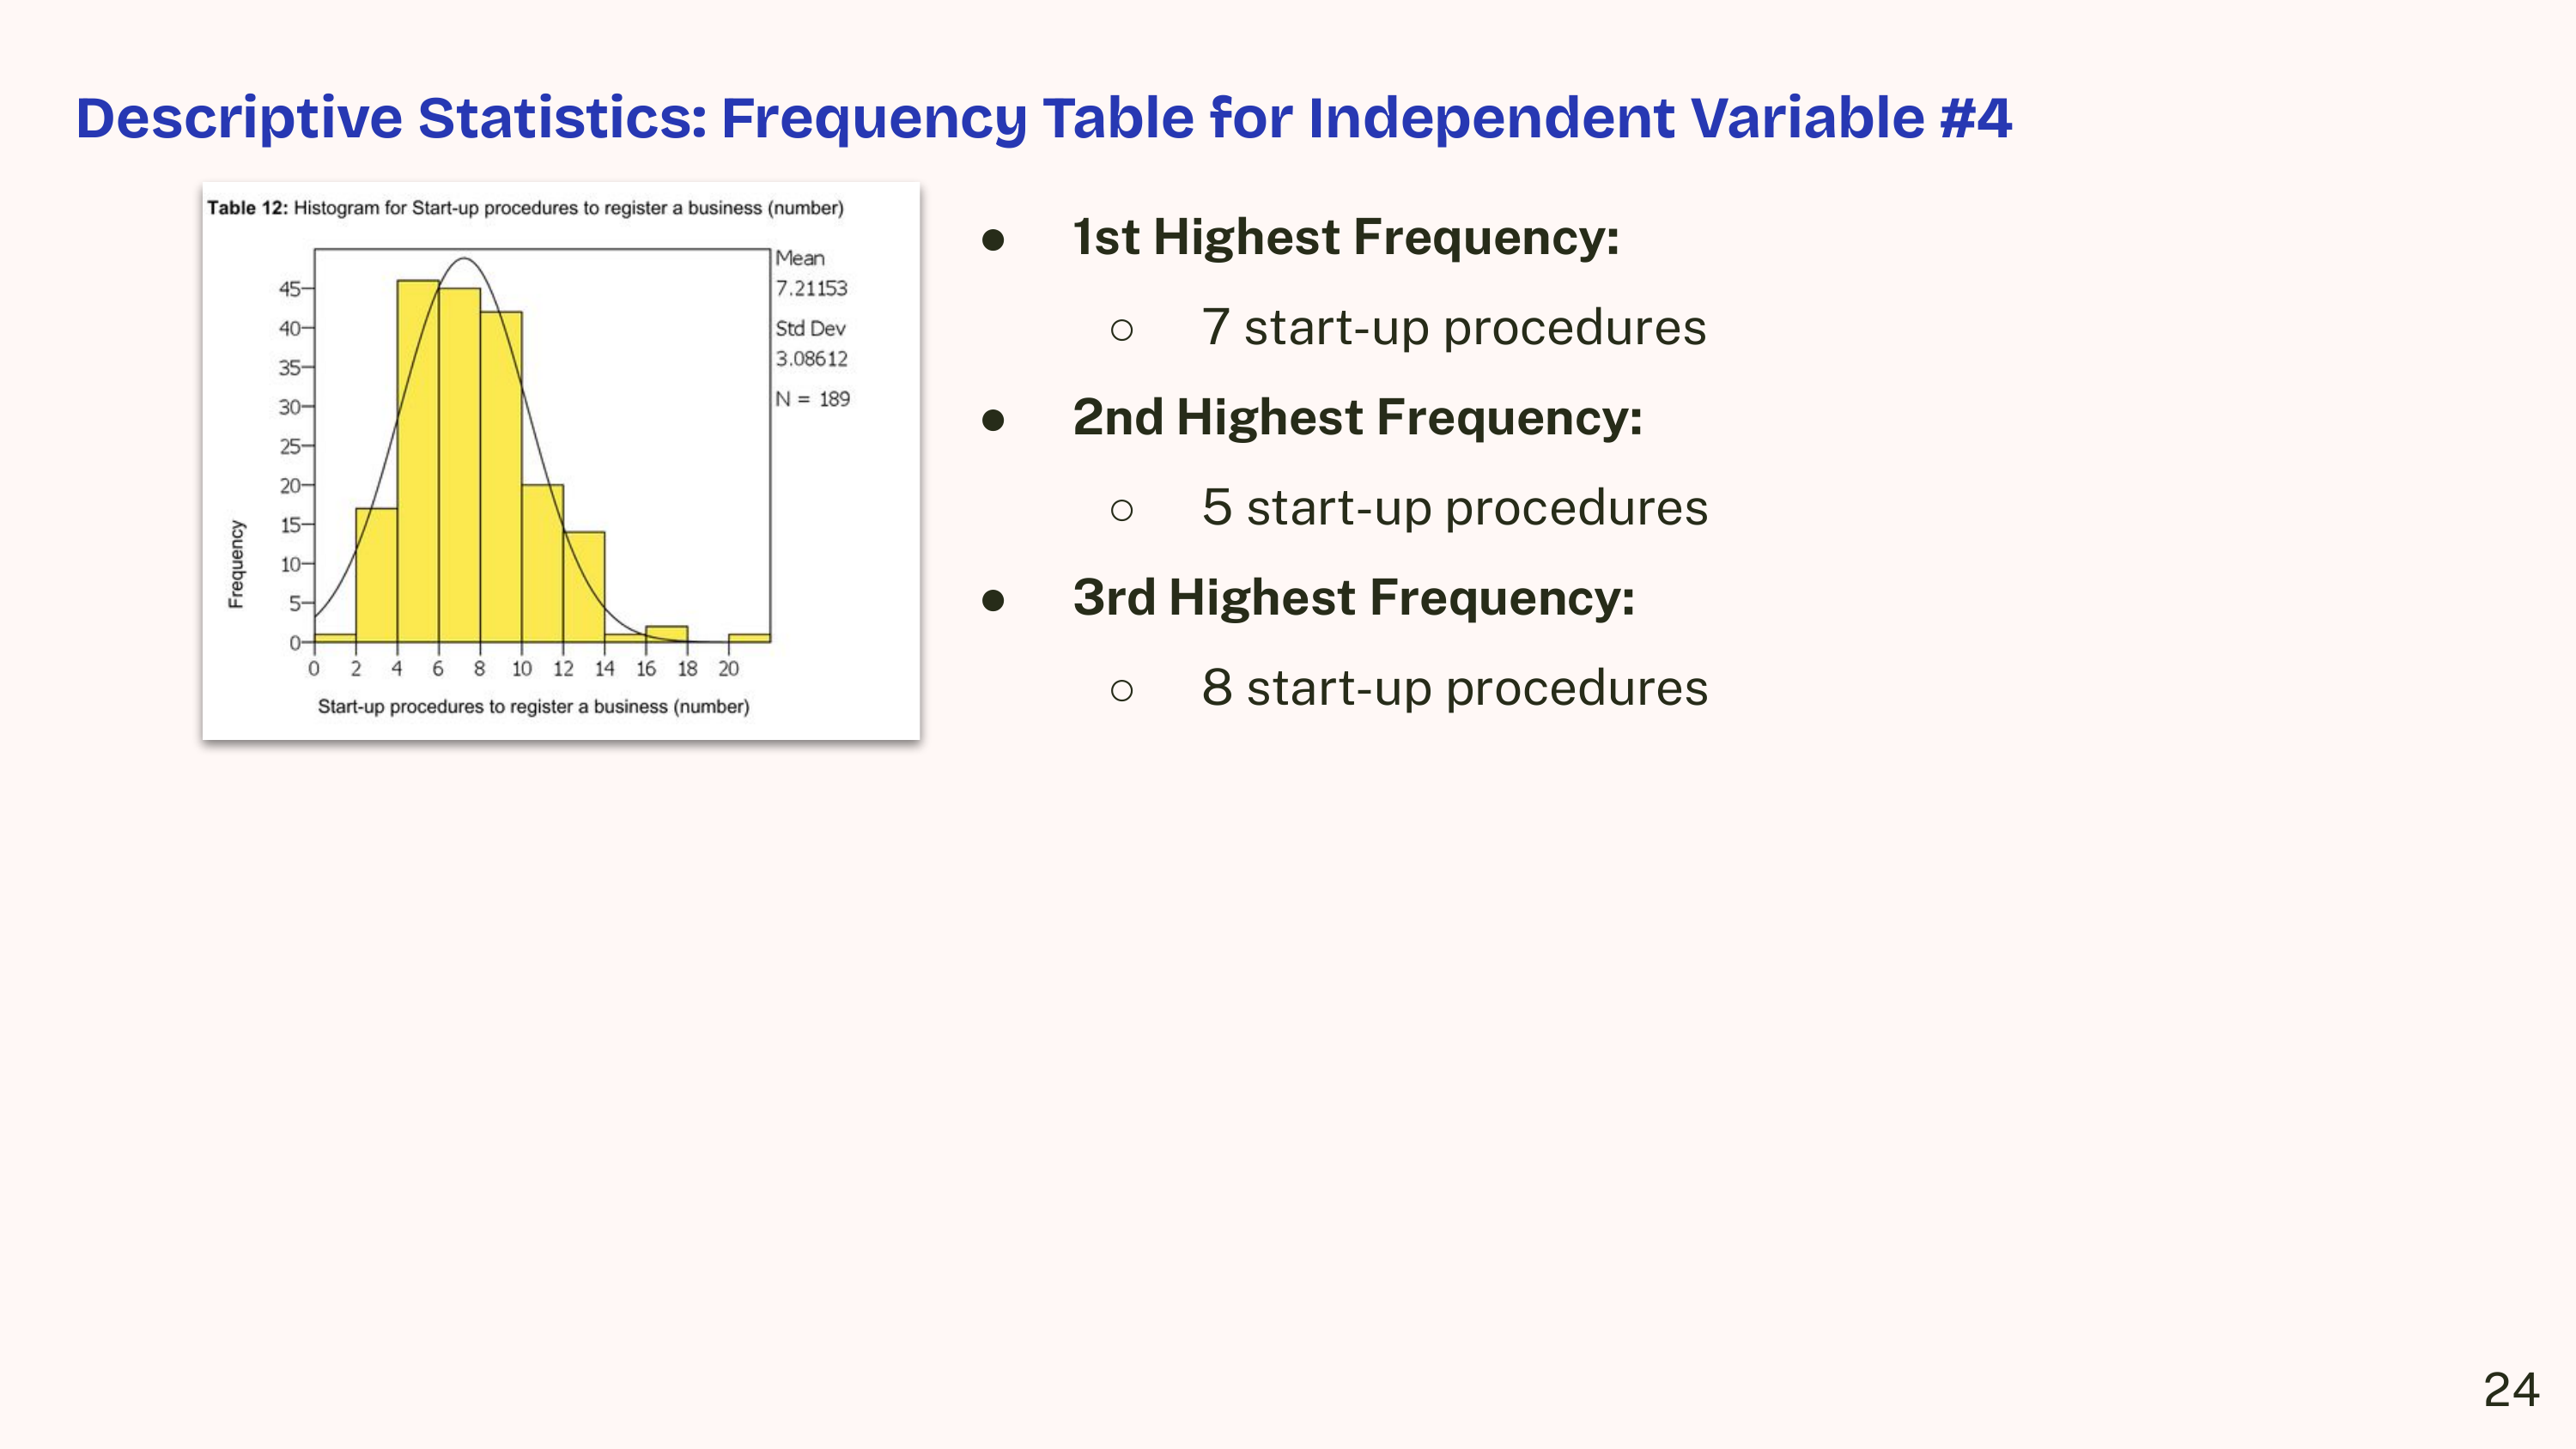 Descriptive Statistics: Frequency Table for Independent Variable #4
Table 12: Histogram for Start-up procedures to register a business (number)
Mean
7.21153
Std Dev
3.08612
N = 189
45
40
35
30
25
20
15
10
5
0
Frequency
0 2 4 6 8 10 12 14 16 18 20
Start-up procedures to register a business (number)
● 1st Highest Frequency:
○ 7 start-up procedures
● 2nd Highest Frequency:
○ 5 start-up procedures
● 3rd Highest Frequency:
○ 8 start-up procedures
24